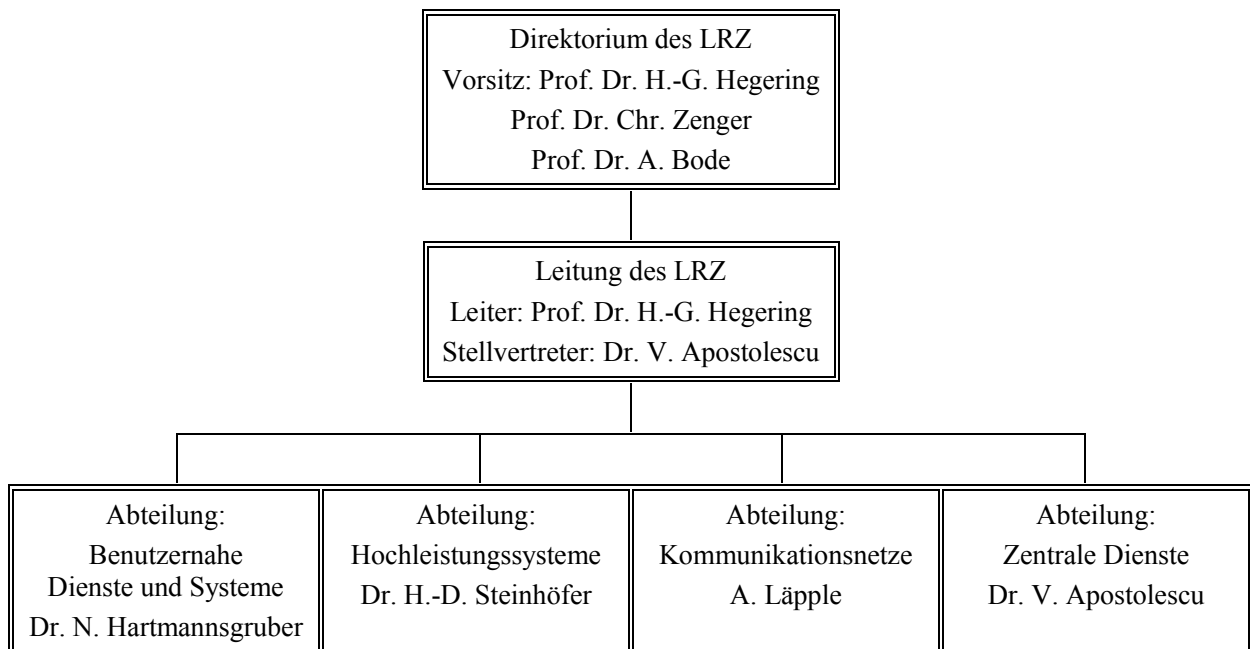 Direktorium des LRZ
Vorsitz: Prof. Dr. H.-G. Hegering
Prof. Dr. Chr. Zenger
Prof. Dr. A. Bode
Leitung des LRZ
Leiter: Prof. Dr. H.-G. Hegering
Stellvertreter: Dr. V. Apostolescu
Abteilung:
Benutzernahe
Dienste und Systeme
Dr. N. Hartmannsgruber
Abteilung:
Hochleistungssysteme
Dr. H.-D. Steinhöfer
Abteilung:
Kommunikationsnetze
A. Läpple
Abteilung:
Zentrale Dienste
Dr. V. Apostolescu